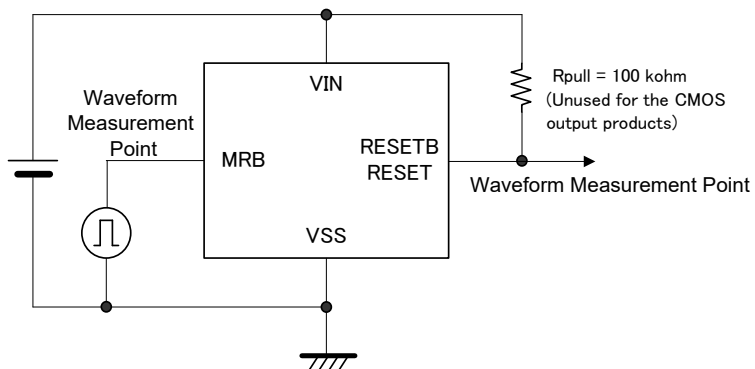 Waveform
Measurement
Point
VIN
MRB
RESETB
RESET
VSS
Rpull = 100 kohm
(Unused for the CMOS
output products)
Waveform Measurement Point